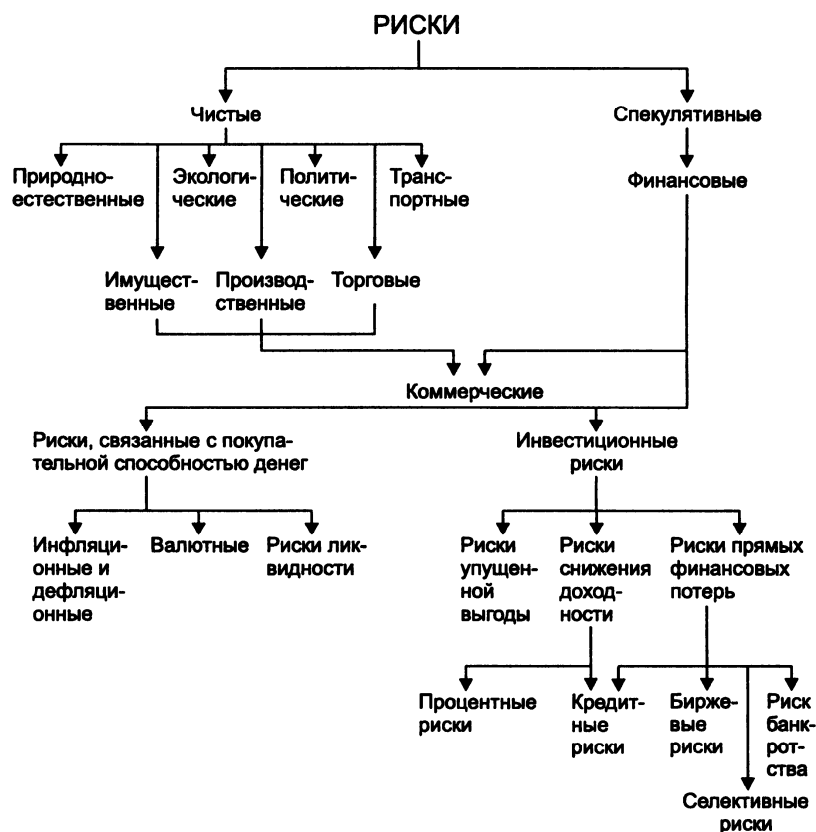 РИСКИ
Чистые
Спекулятивные
Природно-
естественные
Экологи-
ческие
Полити-
ческие
Транс-
портные
Финансовые
Имущест-
венные
Производ-
ственные
Торговые
Коммерческие
Риски, связанные с покупа-
тельной способностью денег
Инвестиционные
риски
Инфляци-
онные и
дефляци-
онные
Валютные
Риски лик-
видности
Риски
упущен-
ной
выгоды
Риски
снижения
доход-
ности
Риски прямых
финансовых
потерь
Процентные
риски
Кредит-
ные
риски
Бирже-
вые
риски
Риск
банк-
рот-
ства
Селективные
риски